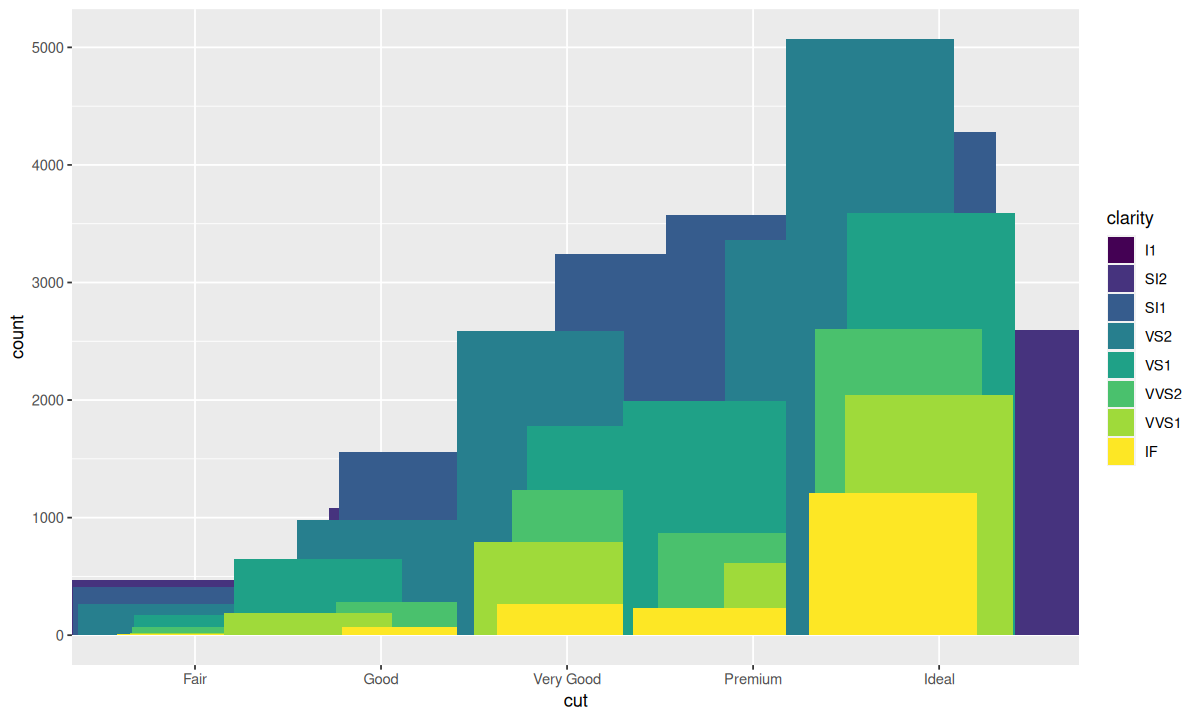 5000
4000
3000
2000
1000
0
count
Fair
Good
Very Good
Premium
Ideal
cut
clarity
I1
SI2
SI1
VS2
VS1
VVS2
VVS1
IF